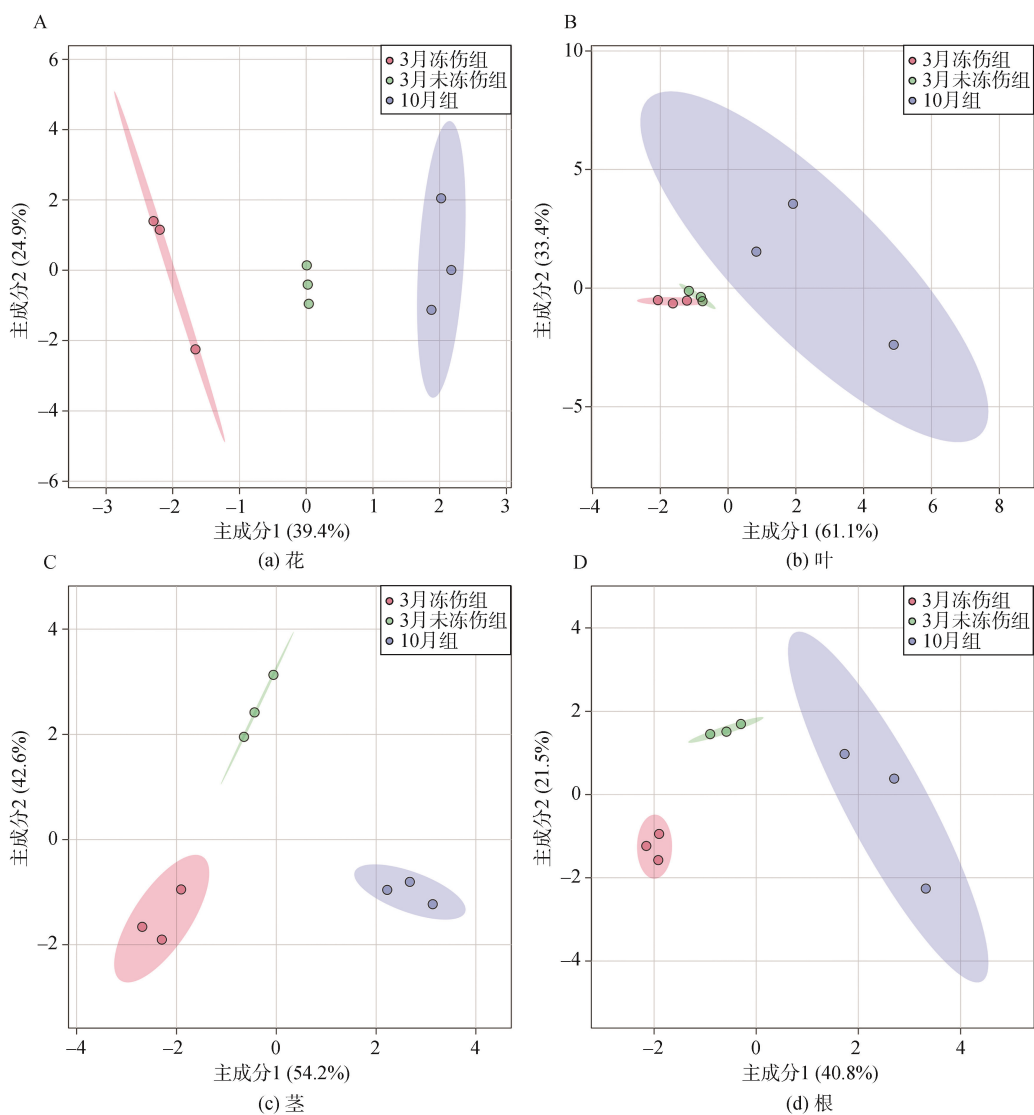 A
B
6
4
2
0
−2
−4
−6
主成分2 (24.9%)
3月冻伤组
3月未冻伤组
10月组
−3
−2
−1
0
1
2
3
主成分1 (39.4%)
(a) 花
10
5
0
−5
主成分2 (33.4%)
3月冻伤组
3月未冻伤组
10月组
−4
−2
0
2
4
6
8
主成分1 (61.1%)
(b) 叶
C
D
4
2
0
−2
主成分2 (42.6%)
3月冻伤组
3月未冻伤组
10月组
−4
−2
0
2
4
主成分1 (54.2%)
(c) 茎
4
2
0
−2
−4
主成分2 (21.5%)
3月冻伤组
3月未冻伤组
10月组
−2
0
2
4
主成分1 (40.8%)
(d) 根